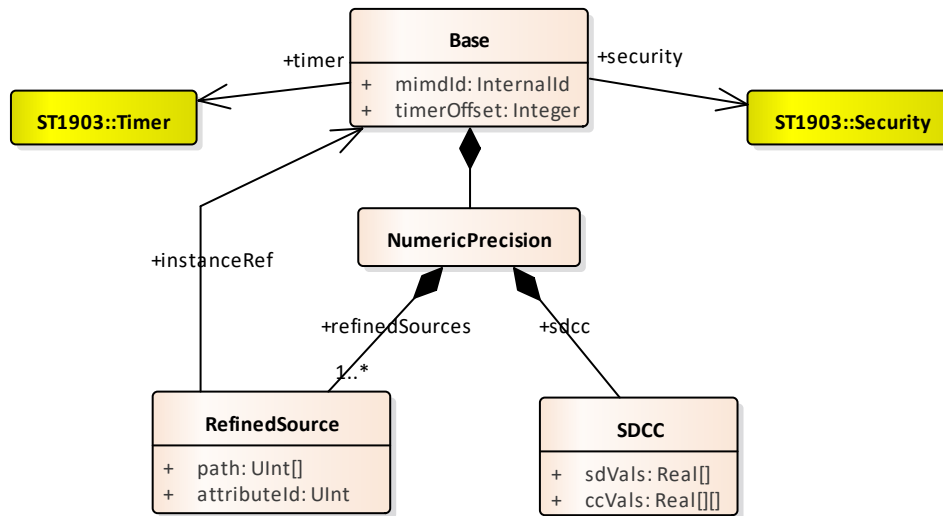 Base
+timer
+security
+ mimdId: InternalId
+ timerOffset: Integer
ST1903::Timer
ST1903::Security
NumericPrecision
+instanceRef
+refinedSources
+sdcc
1..*
RefinedSource
+ path: UInt[]
+ attributeId: UInt
SDCC
+ sdVals: Real[]
+ ccVals: Real[][]